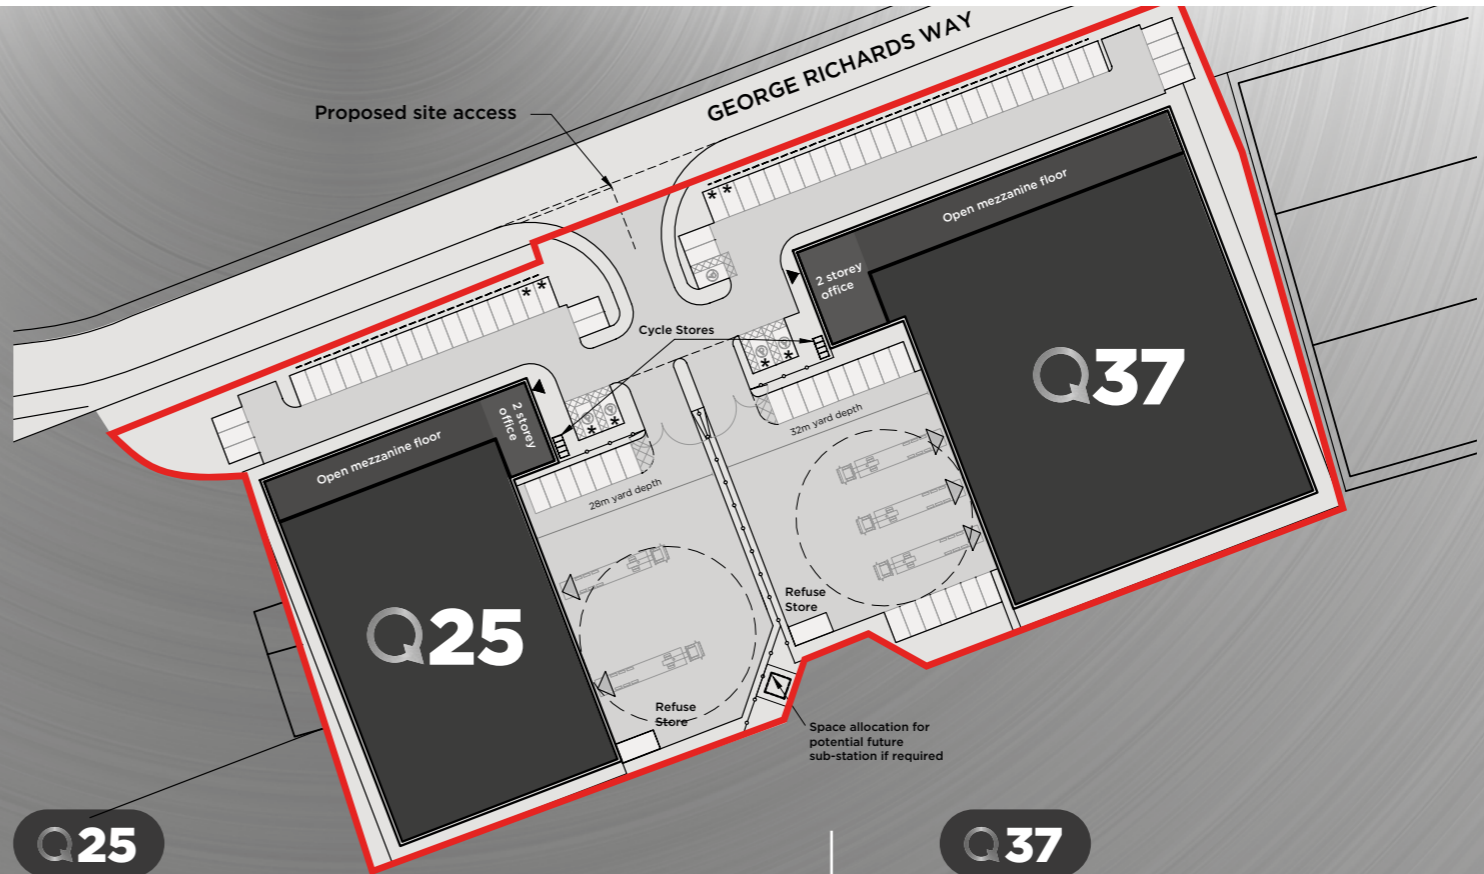 GEORGE RICHARDS WAY
Proposed site access
Open mezzanine floor
2 storey
office
Cycle Stores
Q37
32m yard depth
2 storey
office
Open mezzanine floor
28m yard depth
Q25
Refuse
Store
Refuse
Store
Space allocation for
potential future
sub-station if required
Q25
Q37